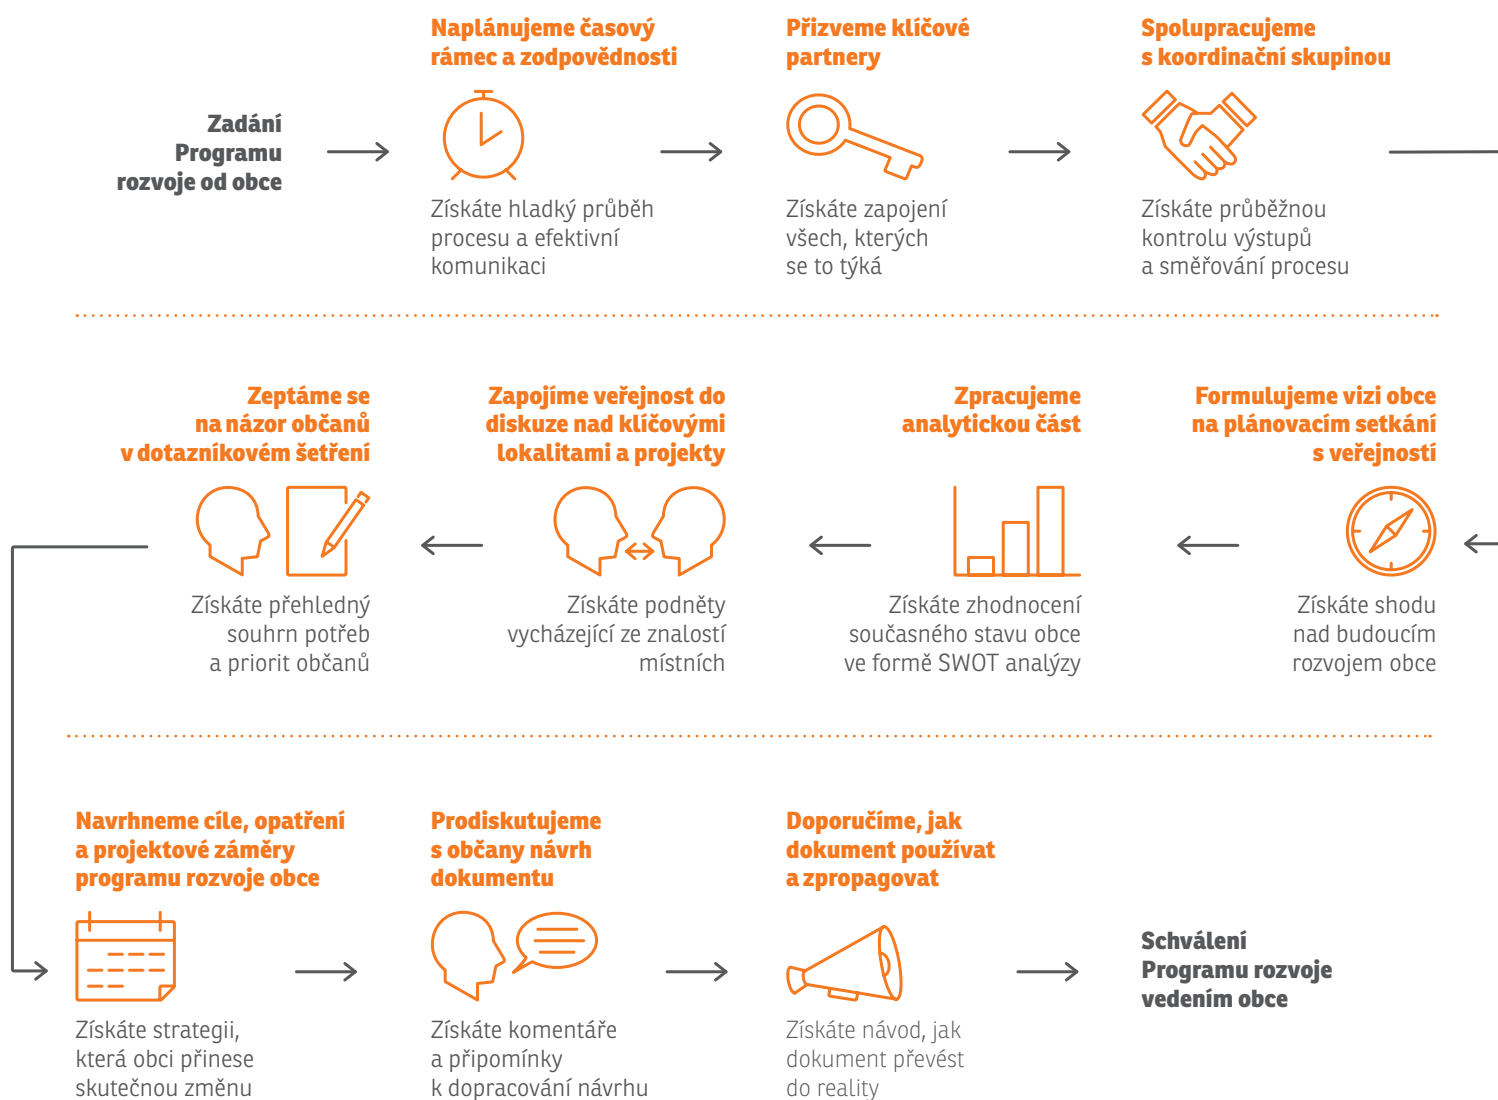 Zadání
Programu
rozvoje od obce
Naplánujeme časový
rámec a zodpovědnosti
Získáte hladký průběh
procesu a efektivní
komunikaci
Přizveme klíčové
partnery
Získáte zapojení
všech, kterých
se to týká
Spolupracujeme
s koordinační skupinou
Získáte průběžnou
kontrolu výstupů
a směřování procesu
Formulujeme vizi obce
na plánovacím setkání
s veřejností
Získáte shodu
nad budoucím
rozvojem obce
Zpracujeme
analytickou část
Získáte zhodnocení
současného stavu obce
ve formě SWOT analýzy
Zapojíme veřejnost do
diskuze nad klíčovými
lokalitami a projekty
Získáte podněty
vycházející ze znalostí
místních
Zeptáme se
na názor občanů
v dotazníkovém šetření
Získáte přehledný
souhrn potřeb
a priorit občanů
Navrhneme cíle, opatření
a projektové záměry
programu rozvoje obce
Získáte strategii,
která obci přinese
skutečnou změnu
Prodiskutujeme
s občany návrh
dokumentu
Získáte komentáře
a připomínky
k dopracování návrhu
Doporučíme, jak
dokument používat
a zpropagovat
Získáte návod, jak
dokument převést
do reality
Schválení
Programu rozvoje
vedením obce